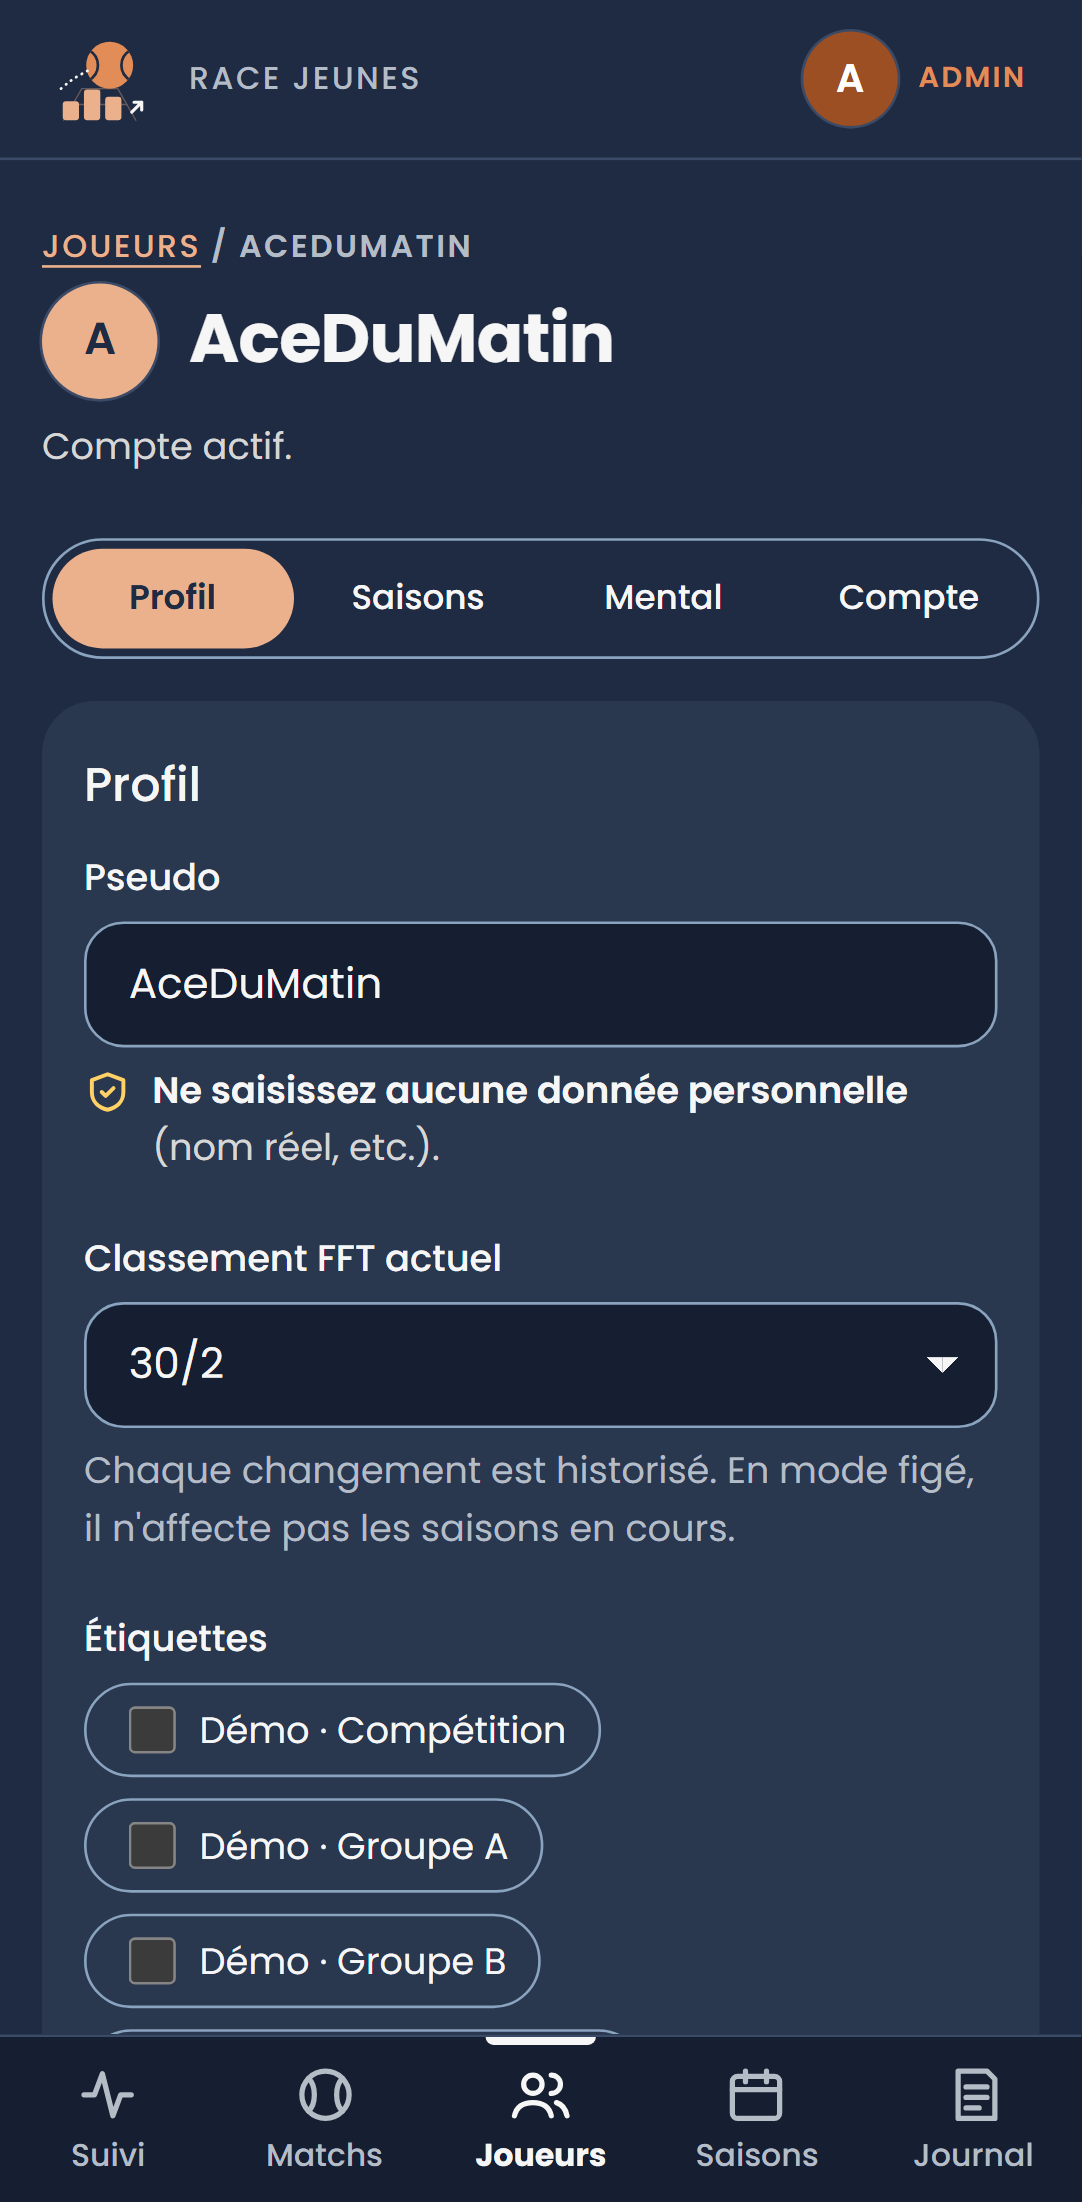 RACE JEUNES
A ADMIN
JOUEURS / ACEDUMATIN
A AceDuMatin
Compte actif.
Profil Saisons Mental Compte
Profil
Pseudo
AceDuMatin
Ne saisissez aucune donnée personnelle
(nom réel, etc.).
Classement FFT actuel
30/2
Chaque changement est historisé. En mode figé,
il n'affecte pas les saisons en cours.
Étiquettes
Démo · Compétition
Démo · Groupe A
Démo · Groupe B
Suivi Matchs Joueurs Saisons Journal